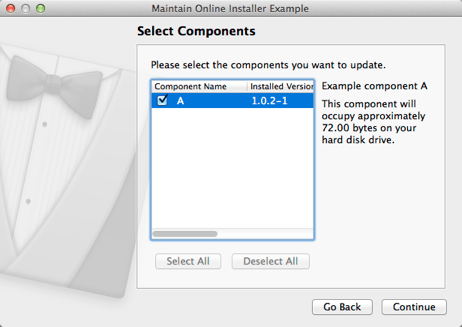 Maintain Online Installer Example
Select Components
Please select the components you want to update.
Component Name Installed Version
A 1.0.2-1
Example component A
This component will
occupy approximately
72.00 bytes on your
hard disk drive.
Select All Deselect All
Go Back Continue